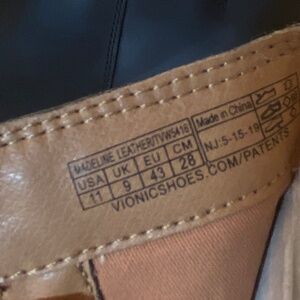 MADELINE LEATHER/TVW5418
USA UK EU CM
11 9 43 28
Made in China
NJ:5-15-19
VIONICSHOES.COM/PATENTS